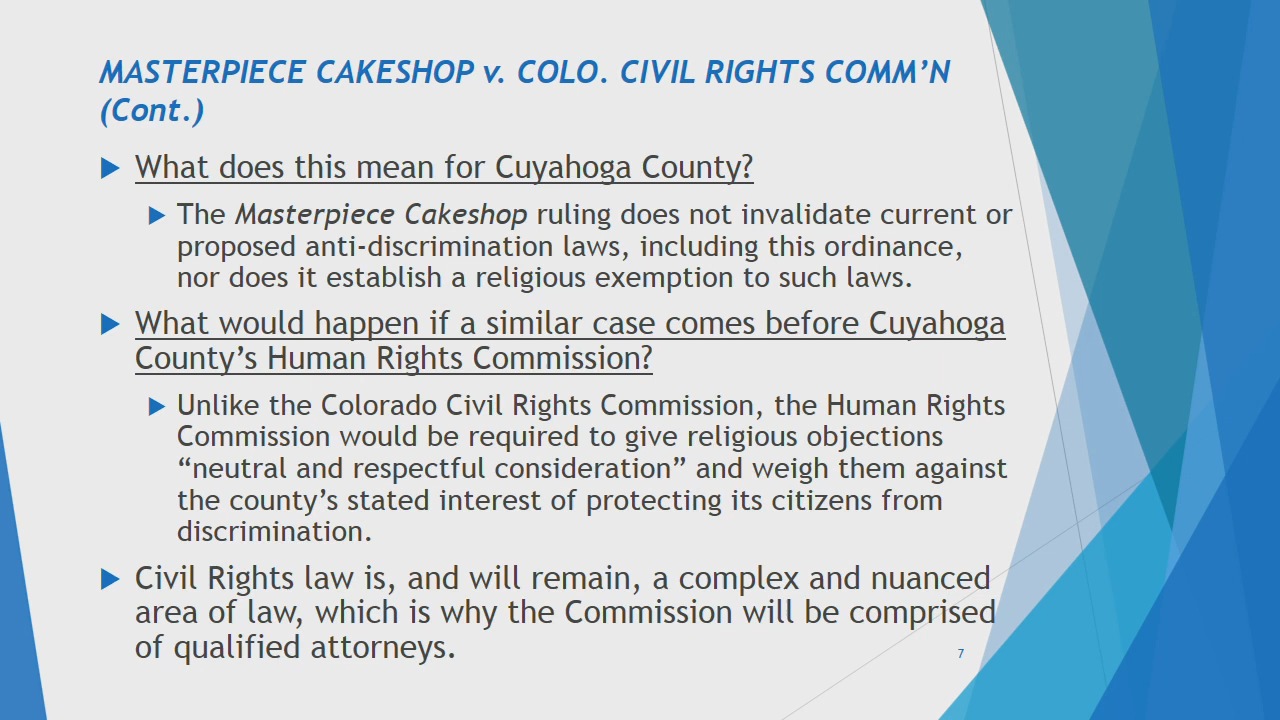 MASTERPIECE CAKESHOP v. COLO. CIVIL RIGHTS COMM’N
(Cont.)
What does this mean for Cuyahoga County?
The Masterpiece Cakeshop ruling does not invalidate current or
proposed anti-discrimination laws, including this ordinance,
nor does it establish a religious exemption to such laws.
What would happen if a similar case comes before Cuyahoga
County’s Human Rights Commission?
Unlike the Colorado Civil Rights Commission, the Human Rights
Commission would be required to give religious objections
“neutral and respectful consideration” and weigh them against
the county’s stated interest of protecting its citizens from
discrimination.
Civil Rights law is, and will remain, a complex and nuanced
area of law, which is why the Commission will be comprised
of qualified attorneys.
7